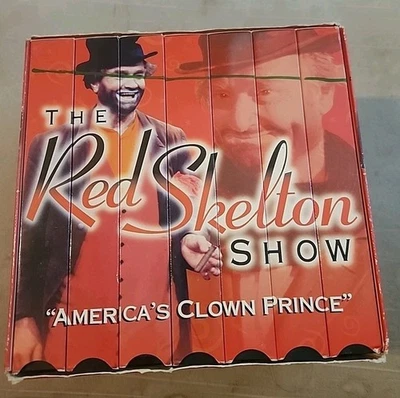 THE
Red Skelton
SHOW
"AMERICA'S CLOWN PRINCE"